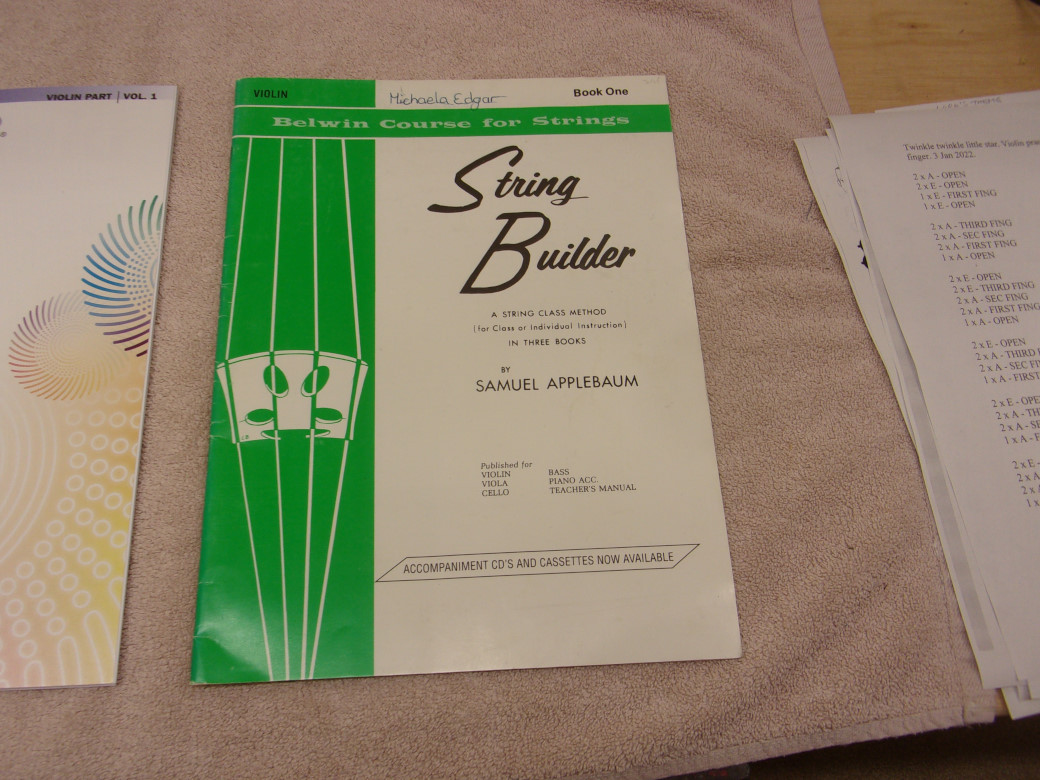 VIOLIN PART | VOL. 1
®
VIOLIN
Michaela Edgar
Book One
Belwin Course for Strings
String
Builder
A STRING CLASS METHOD
(for Class or Individual Instruction)
IN THREE BOOKS
BY
SAMUEL APPLEBAUM
Published for
VIOLIN BASS
VIOLA PIANO ACC.
CELLO TEACHER'S MANUAL
ACCOMPANIMENT CD'S AND CASSETTES NOW AVAILABLE
Twinkle twinkle little star. Violin
finger. 5 Jan 2022.
2 x A - OPEN
2 x E - OPEN
1 x E - FIRST FING
1 x E - OPEN
2 x A - THIRD FING
2 x A - SEC FING
2 x A - FIRST FING
1 x A - OPEN
2 x E - OPEN
2 x E - THIRD FING
2 x A - SEC FING
2 x A - FIRST FING
1 x A - OPEN
2 x E - OPEN
2 x A - THIRD
2 x A - SEC
1 x A - FIRST
2 x E - OPE
2 x A - TH
2 x A - SE
1 x A - F
2 x E -
2 x A
2 x
1 x